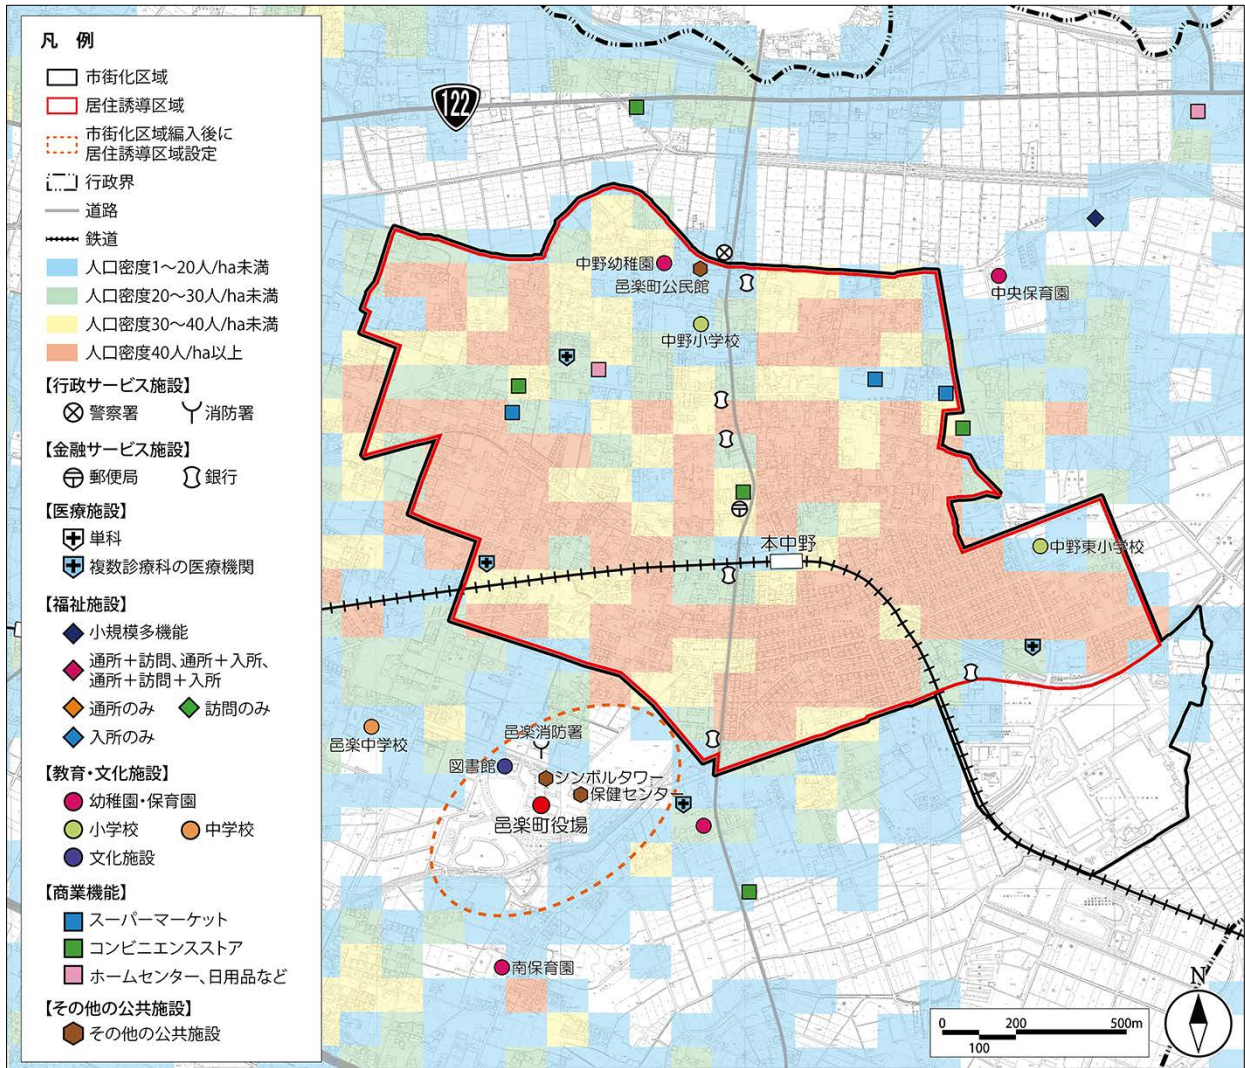 凡 例
市街化区域
居住誘導区域
市街化区域編入後に
居住誘導区域設定
行政界
道路
鉄道
人口密度1〜20人/ha未満
人口密度20〜30人/ha未満
人口密度30〜40人/ha未満
人口密度40人/ha以上
【行政サービス施設】
警察署 消防署
【金融サービス施設】
郵便局 銀行
【医療施設】
単科
複数診療科の医療機関
【福祉施設】
小規模多機能
通所＋訪問、通所＋入所、
通所＋訪問＋入所
通所のみ 訪問のみ
入所のみ
【教育・文化施設】
幼稚園・保育園
小学校 中学校
文化施設
【商業機能】
スーパーマーケット
コンビニエンスストア
ホームセンター、日用品など
【その他の公共施設】
その他の公共施設
122
中野幼稚園
邑楽町公民館
中央保育園
中野小学校
本中野
中野東小学校
邑楽中学校
邑楽消防署
図書館
シンボルタワー
保健センター
邑楽町役場
南保育園
N
0 200 500m
100